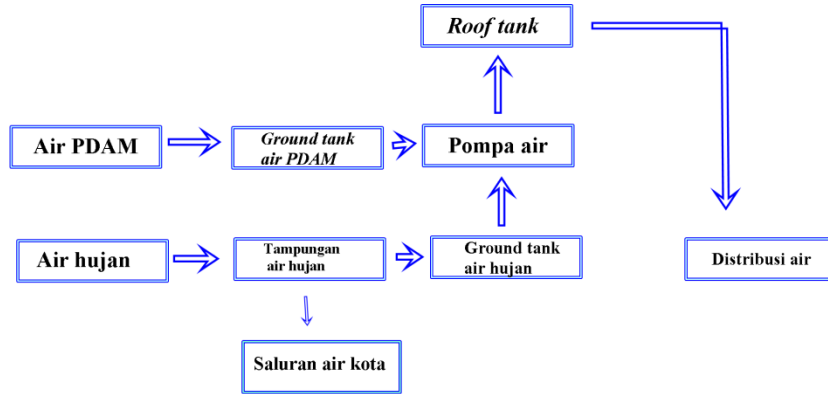 Roof tank
Air PDAM
Ground tank
air PDAM
Pompa air
Air hujan
Tampungan
air hujan
Ground tank
air hujan
Distribusi air
Saluran air kota